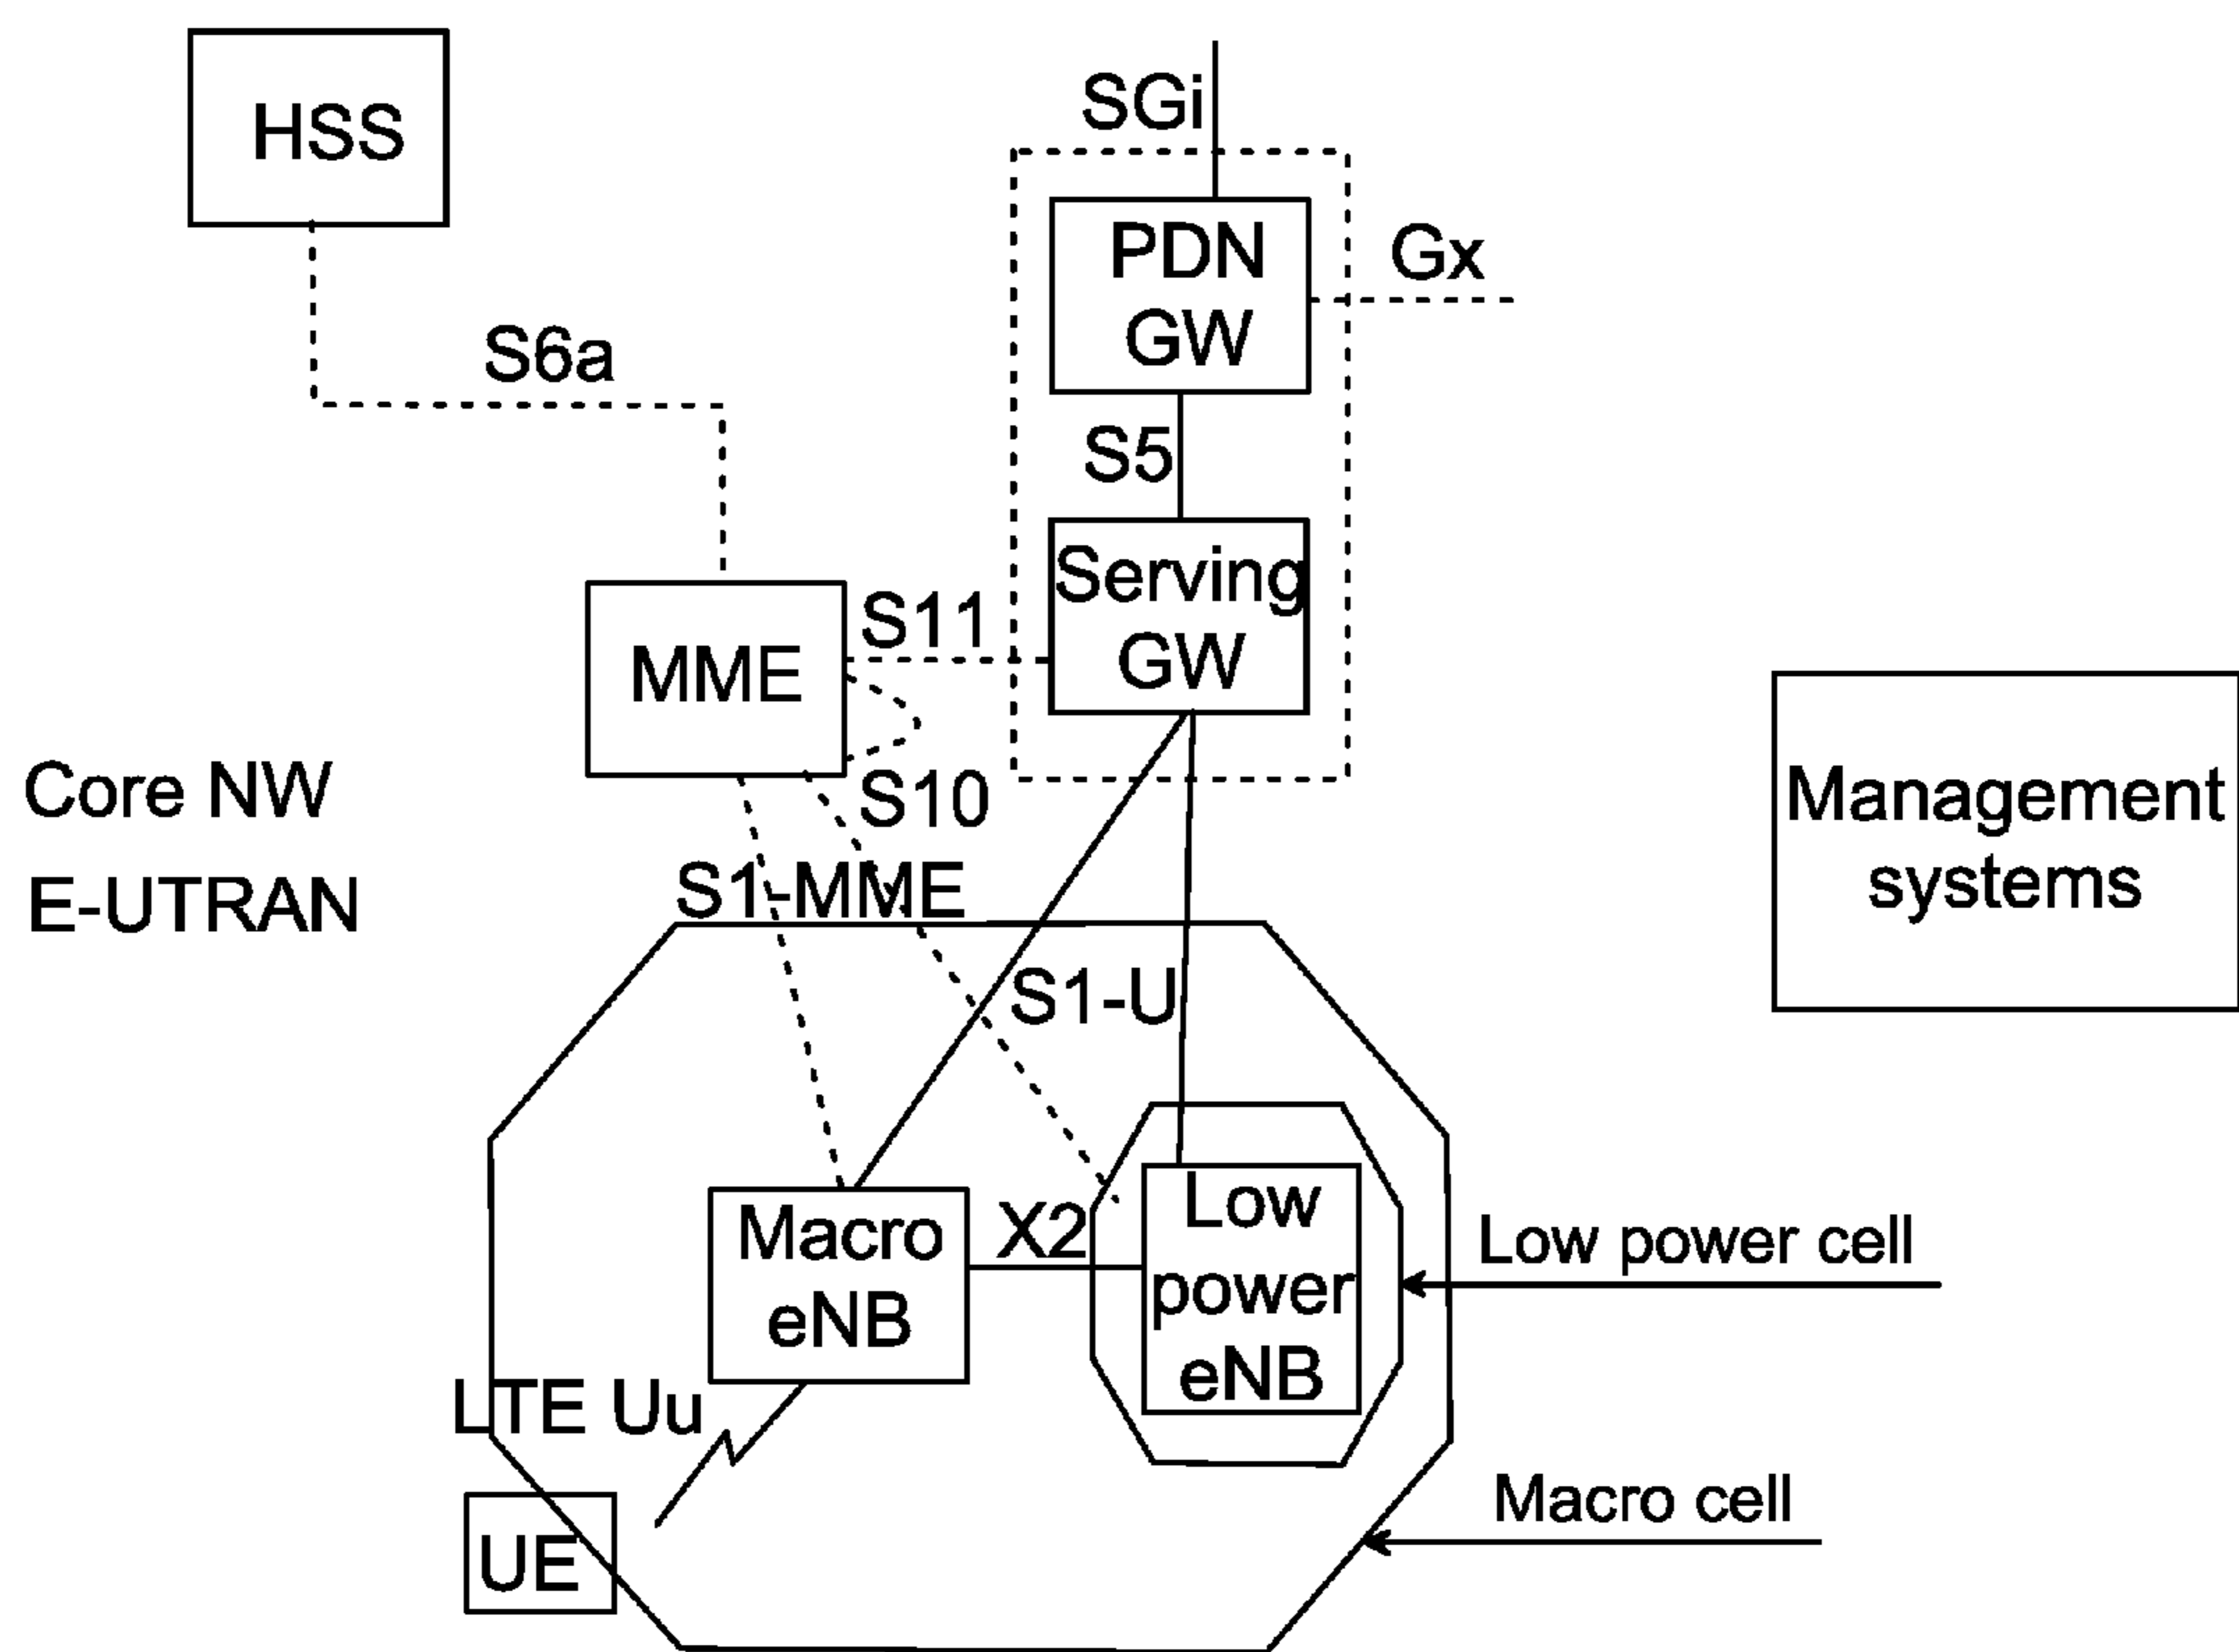 HSS
SGi
PDN
GW
Gx
S6a
S5
Serving
GW
S11
MME
S10
Core NW
E-UTRAN
Management
systems
S1-MME
S1-U
Macro
eNB
X2
Low
power
eNB
Low power cell
LTE Uu
Macro cell
UE